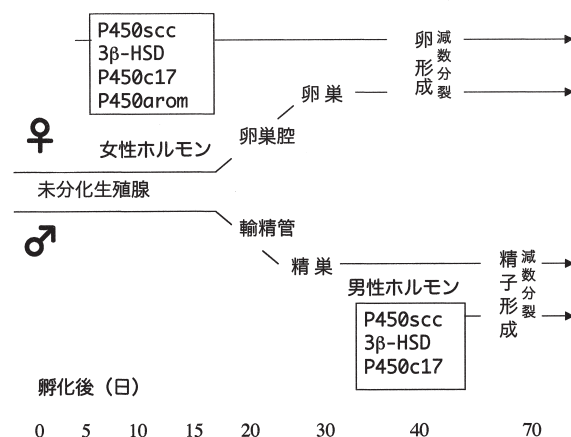 P450scc
3β-HSD
P450c17
P450arom
卵形成
減数分裂
卵巣
♀
女性ホルモン
卵巣腔
未分化生殖腺
♂
輸精管
精巣
精子形成
減数分裂
男性ホルモン
P450scc
3β-HSD
P450c17
孵化後（日）
0 5 10 15 20 30 40 70